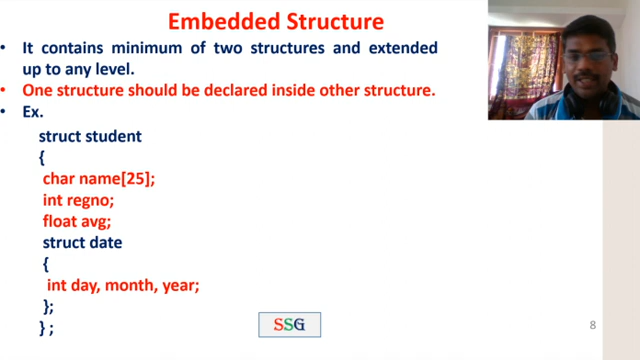 Embedded Structure
• It contains minimum of two structures and extended
up to any level.
• One structure should be declared inside other structure.
• Ex.
struct student
{
char name[25];
int regno;
float avg;
struct date
{
int day, month, year;
};
} ;
SSG
8